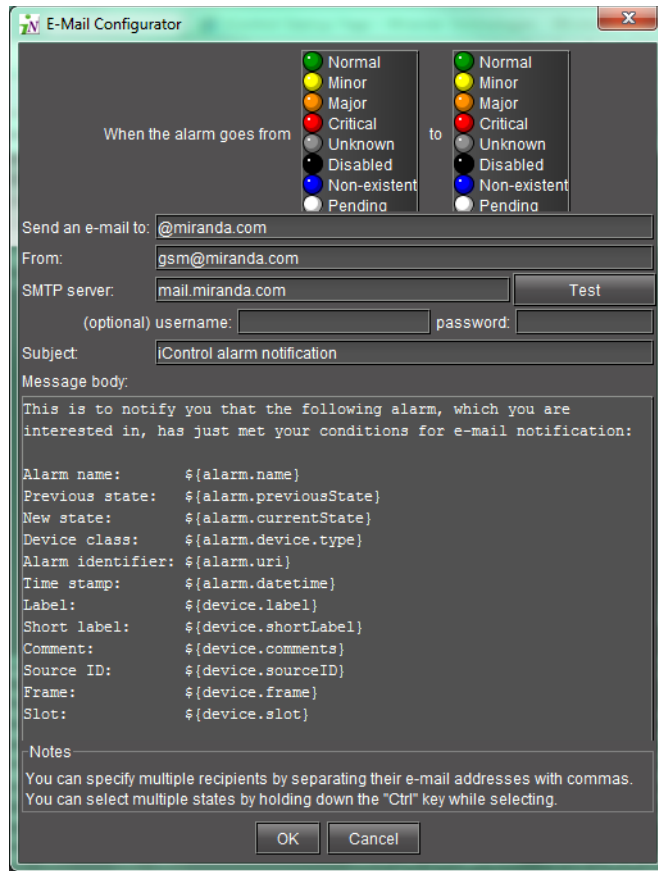 E-Mail Configurator
Normal Normal
Minor Minor
Major Major
Critical Critical
When the alarm goes from Unknown to Unknown
Disabled Disabled
Non-existent Non-existent
Pending Pending
Send an e-mail to: @miranda.com
From: gsm@miranda.com
SMTP server: mail.miranda.com Test
(optional) username: password:
Subject: iControl alarm notification
Message body:
This is to notify you that the following alarm, which you are
interested in, has just met your conditions for e-mail notification:
Alarm name: ${alarm.name}
Previous state: ${alarm.previousState}
New state: ${alarm.currentState}
Device class: ${alarm.device.type}
Alarm identifier: ${alarm.uri}
Time stamp: ${alarm.datetime}
Label: ${device.label}
Short label: ${device.shortLabel}
Comment: ${device.comments}
Source ID: ${device.sourceID}
Frame: ${device.frame}
Slot: ${device.slot}
Notes
You can specify multiple recipients by separating their e-mail addresses with commas.
You can select multiple states by holding down the "Ctrl" key while selecting.
OK Cancel